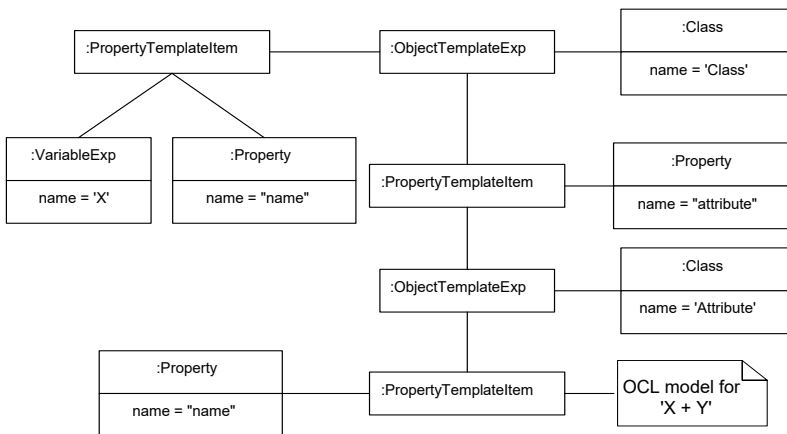 :PropertyTemplateItem
:ObjectTemplateExp
:Class
name = 'Class'
:VariableExp
name = 'X'
:Property
name = "name"
:PropertyTemplateItem
:Property
name = "attribute"
:ObjectTemplateExp
:Class
name = 'Attribute'
:Property
name = "name"
:PropertyTemplateItem
OCL model for
'X + Y'